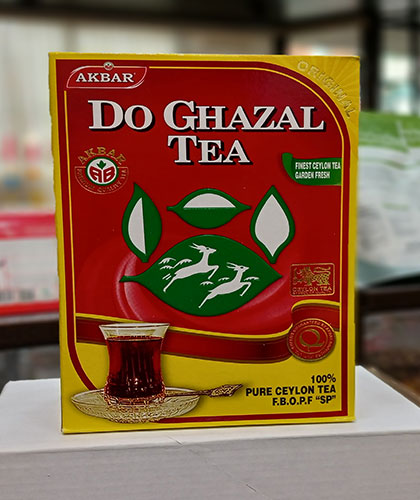 AKBAR
ORIGINAL
DO GHAZAL
TEA
AKBAR
FINEST CEYLON TEA
GARDEN FRESH
CEYLON TEA
100%
PURE CEYLON TEA
F.B.O.P.F "SP"